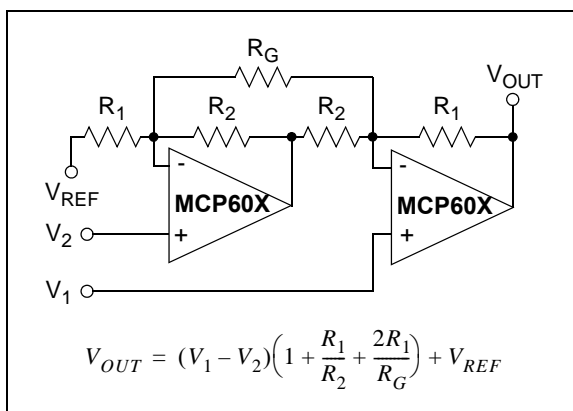 R_G
V_OUT
R_1 R_2 R_2 R_1
V_REF
- MCP60X - MCP60X
V_2 + +
V_1
V_OUT = (V_1 – V_2)(1 + R_1/R_2 + 2R_1/R_G) + V_REF